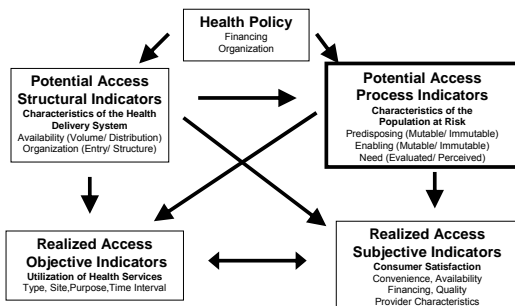 Health Policy
Financing
Organization
Potential Access
Structural Indicators
Characteristics of the Health
Delivery System
Availability (Volume/ Distribution)
Organization (Entry/ Structure)
Potential Access
Process Indicators
Characteristics of the
Population at Risk
Predisposing (Mutable/ Immutable)
Enabling (Mutable/ Immutable)
Need (Evaluated/ Perceived)
Realized Access
Objective Indicators
Utilization of Health Services
Type, Site,Purpose,Time Interval
Realized Access
Subjective Indicators
Consumer Satisfaction
Convenience, Availability
Financing, Quality
Provider Characteristics